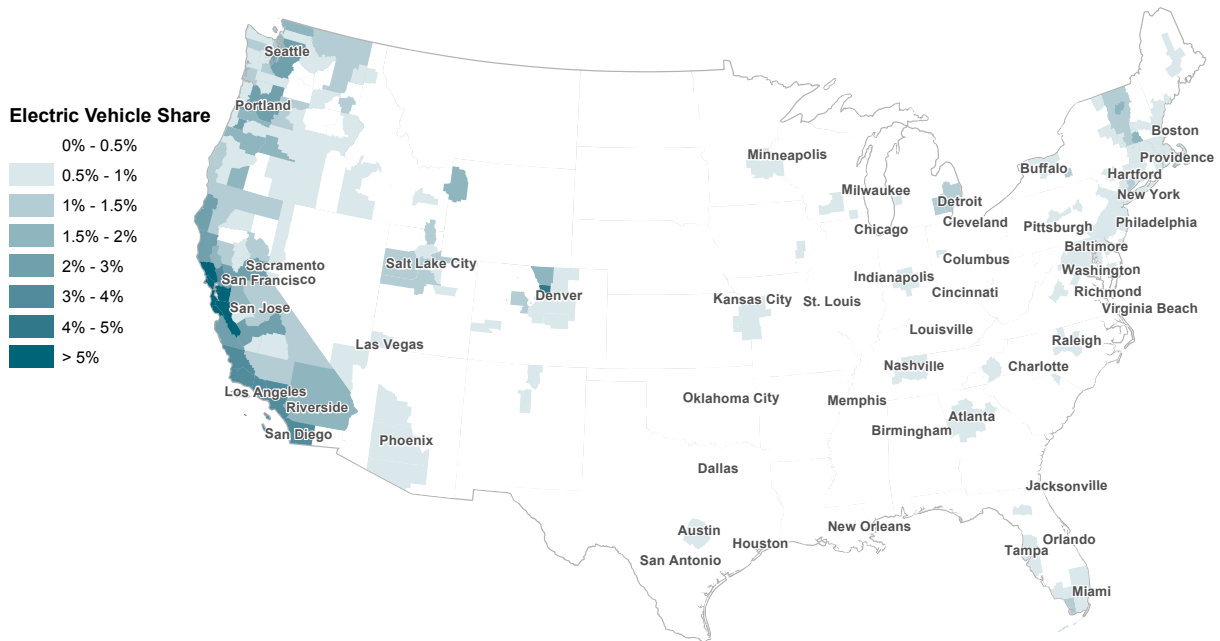 Electric Vehicle Share
0% - 0.5%
0.5% - 1%
1% - 1.5%
1.5% - 2%
2% - 3%
3% - 4%
4% - 5%
> 5%
Seattle
Portland
Sacramento
San Francisco
San Jose
Las Vegas
Los Angeles
Riverside
San Diego
Phoenix
Salt Lake City
Denver
Minneapolis
Milwaukee
Chicago
Detroit
Cleveland
Buffalo
Boston
Providence
Hartford
New York
Philadelphia
Pittsburgh
Baltimore
Washington
Richmond
Virginia Beach
Columbus
Indianapolis
Cincinnati
Kansas City
St. Louis
Louisville
Raleigh
Nashville
Charlotte
Oklahoma City
Memphis
Atlanta
Birmingham
Dallas
Jacksonville
Austin
New Orleans
Houston
San Antonio
Orlando
Tampa
Miami